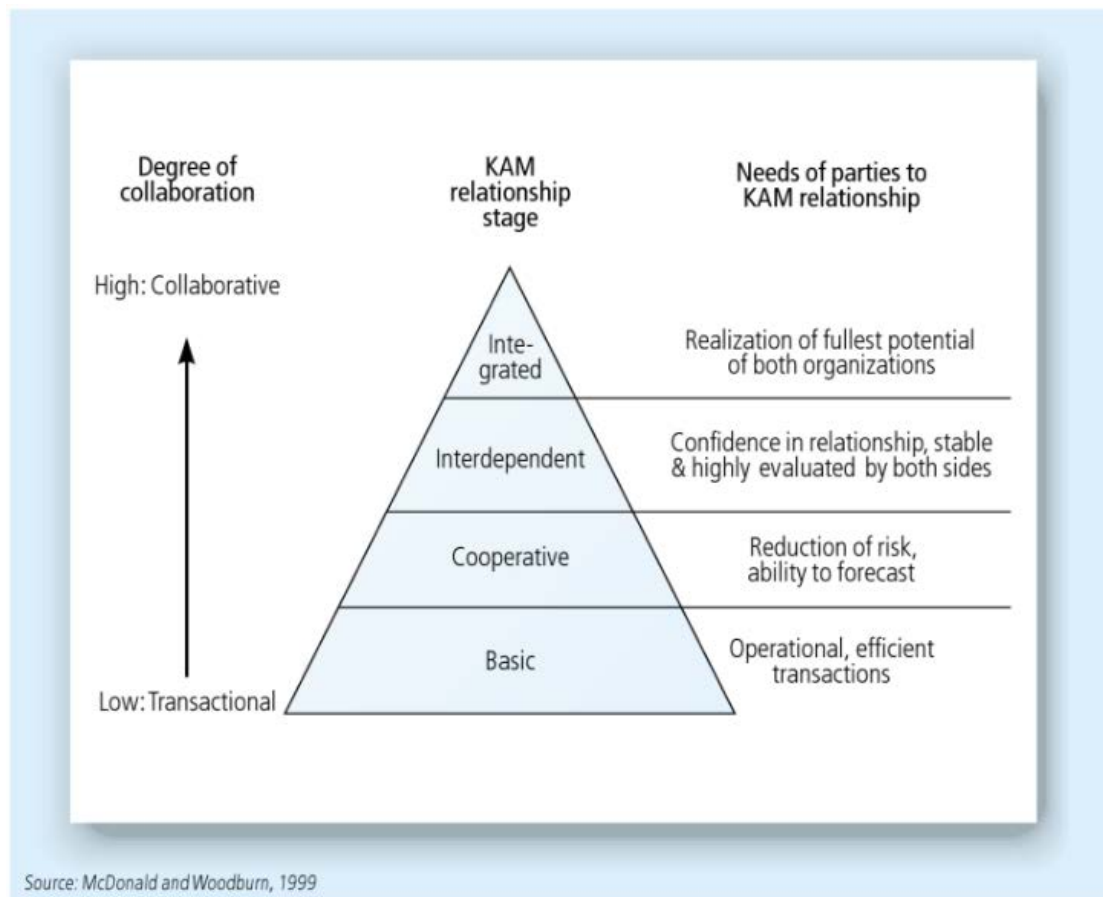 Degree of
collaboration
KAM
relationship
stage
Needs of parties to
KAM relationship
High: Collaborative
Inte-
grated
Realization of fullest potential
of both organizations
Interdependent
Confidence in relationship, stable
& highly evaluated by both sides
Cooperative
Reduction of risk,
ability to forecast
Basic
Operational, efficient
transactions
Low: Transactional
Source: McDonald and Woodburn, 1999